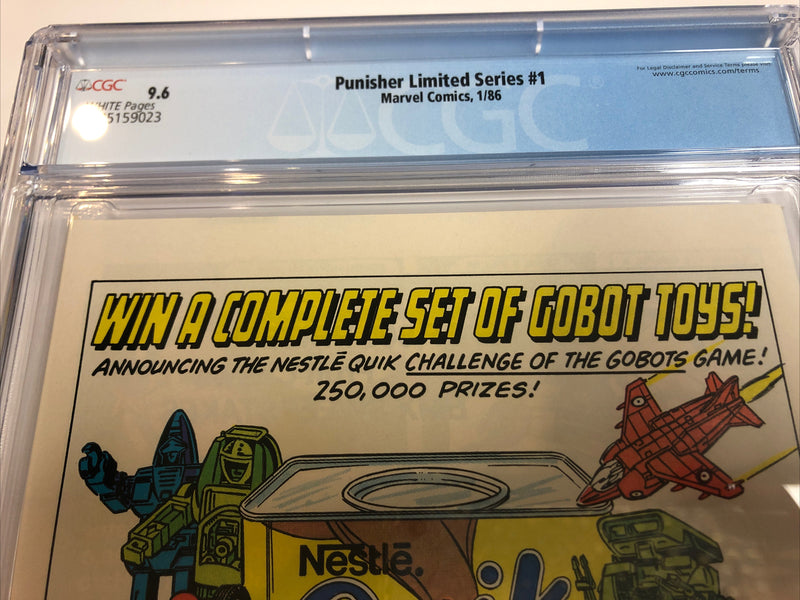 CGC 9.6
WHITE Pages
5159023
Punisher Limited Series #1
Marvel Comics, 1/86
For Legal Disclaimer and Service Terms please visit
www.cgccomics.com/terms
CGC
WIN A COMPLETE SET OF GOBOT TOYS!
ANNOUNCING THE NESTLĒ QUIK CHALLENGE OF THE GOBOTS GAME!
250,000 PRIZES!
Nestlē.
Quik